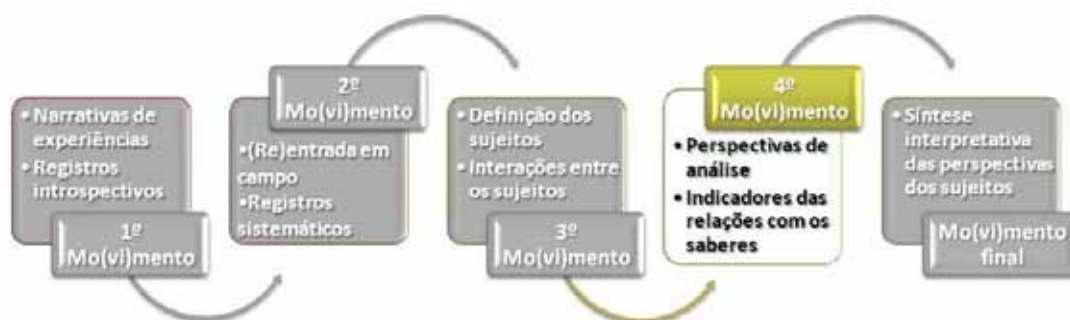 • Narrativas de
experiências
• Registros
introspectivos
1º
Mo(vi)mento
2º
Mo(vi)mento
•(Re)entrada em
campo
•Registros
sistemáticos
• Definição dos
sujeitos
• Interações entre
os sujeitos
3º
Mo(vi)mento
4º
Mo(vi)mento
• Perspectivas de
análise
• Indicadores das
relações com os
saberes
• Síntese
interpretativa
das perspectivas
dos sujeitos
Mo(vi)mento
final